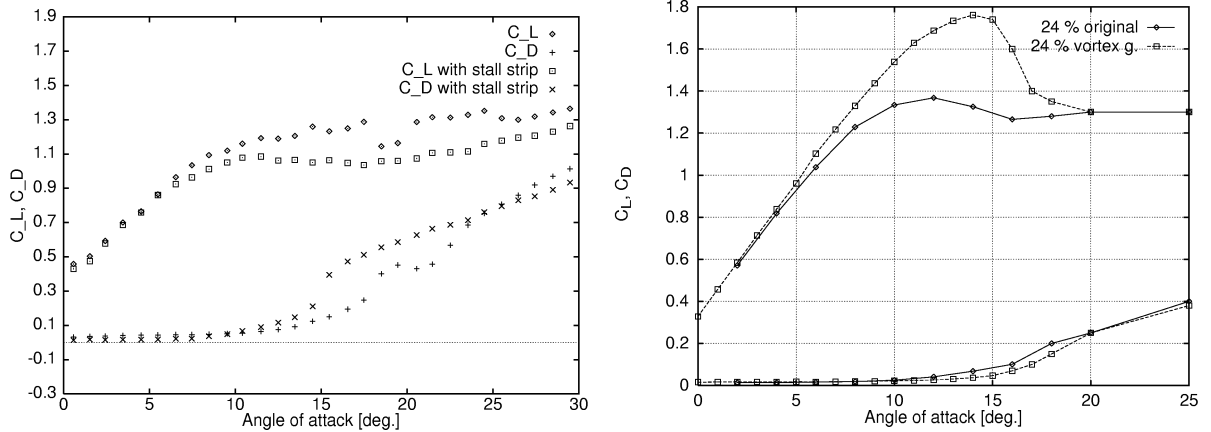 1.9
1.7
1.5
1.3
1.1
0.9
0.7
0.5
0.3
0.1
-0.1
-0.3
C_L, C_D
C_L
C_D
C_L with stall strip
C_D with stall strip
0 5 10 15 20 25 30
Angle of attack [deg.]
1.8
1.6
1.4
1.2
1
0.8
0.6
0.4
0.2
0
C_L, C_D
24 % original
24 % vortex g.
0 5 10 15 20 25
Angle of attack [deg.]